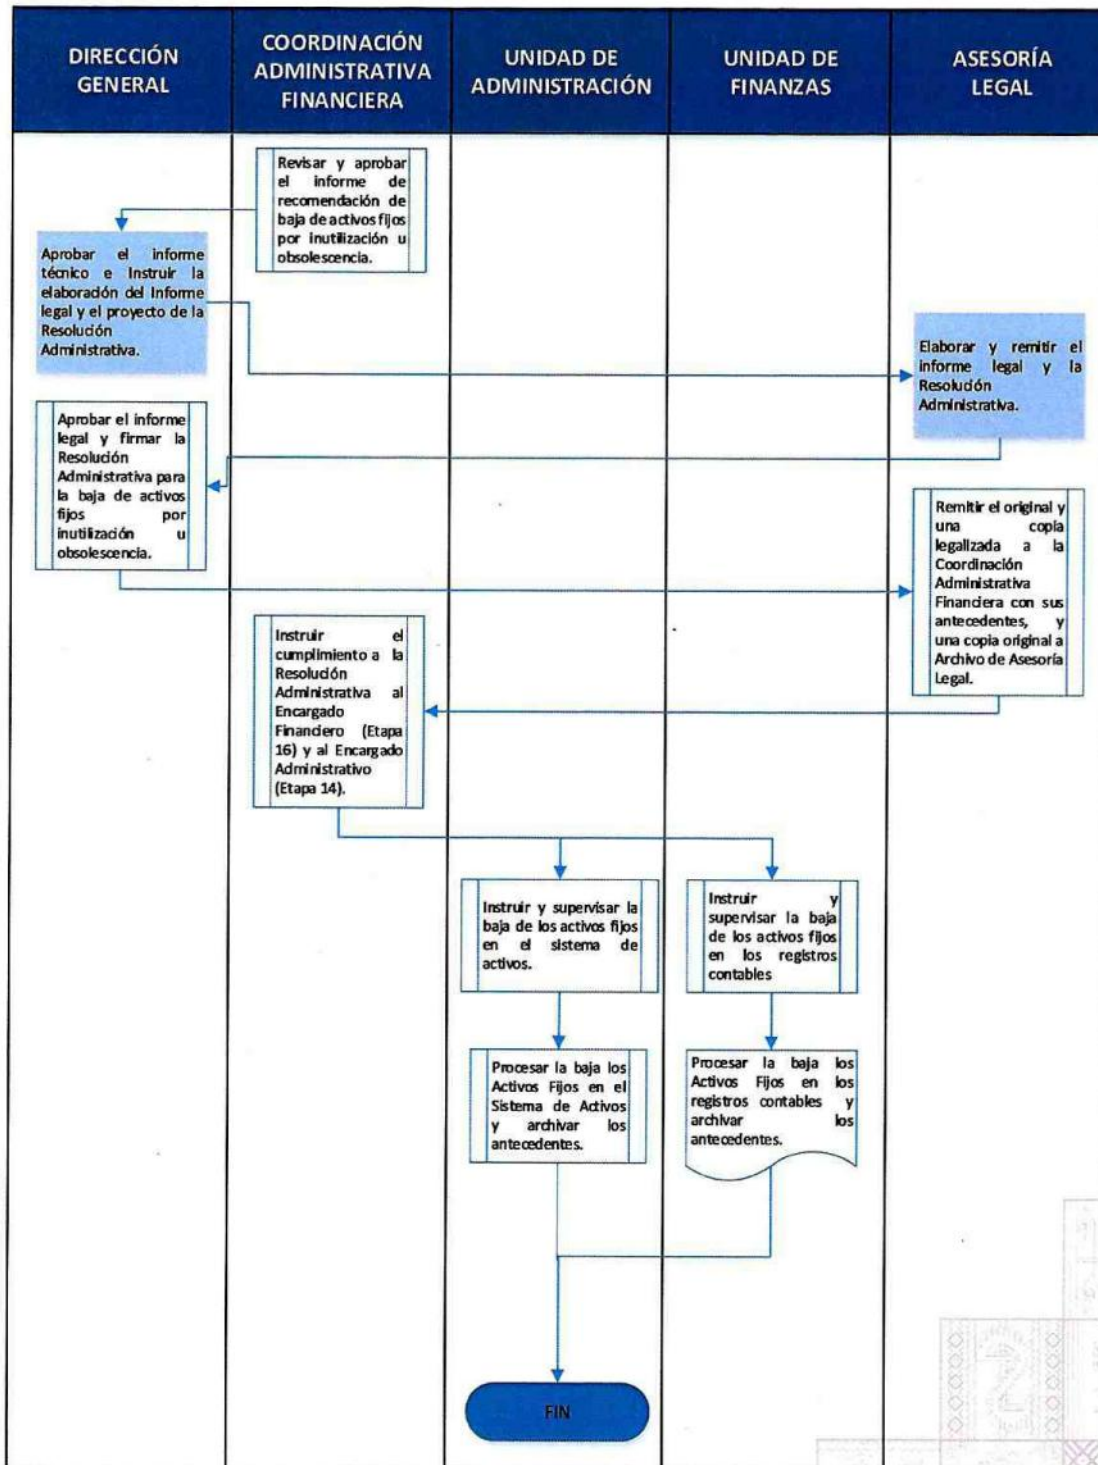 DIRECCIÓN
GENERAL
COORDINACIÓN
ADMINISTRATIVA
FINANCIERA
UNIDAD DE
ADMINISTRACIÓN
UNIDAD DE
FINANZAS
ASESORÍA
LEGAL
Revisar y aprobar
el informe de
recomendación de
baja de activos fijos
por inutilización u
obsolescencia.
Aprobar el informe
técnico e Instruir la
elaboración del Informe
legal y el proyecto de la
Resolución
Administrativa.
Elaborar y remitir el
informe legal y la
Resolución
Administrativa.
Aprobar el informe
legal y firmar la
Resolución
Administrativa para
la baja de activos
fijos por
inutilización u
obsolescencia.
Remitir el original y
una copia
legalizada a la
Coordinación
Administrativa
Financiera con sus
antecedentes, y
una copia original a
Archivo de Asesoría
Legal.
Instruir el
cumplimiento a la
Resolución
Administrativa al
Encargado
Financiero (Etapa
16) y al Encargado
Administrativo
(Etapa 14).
Instruir y supervisar la
baja de los activos fijos
en el sistema de
activos.
Instruir y
supervisar la baja
de los activos fijos
en los registros
contables
Procesar la baja los
Activos Fijos en el
Sistema de Activos
y archivar los
antecedentes.
Procesar la baja los
Activos Fijos en los
registros contables y
archivar los
antecedentes.
FIN